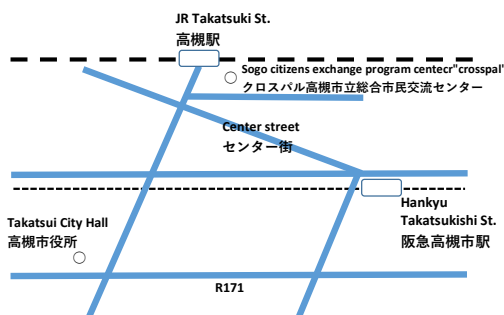 JR Takatsuki St.
高槻駅
Sogo citizens exchange program centecr"crosspal"
クロスパル高槻市立総合市民交流センター
Center street
センター街
Hankyu
Takatsukishi St.
阪急高槻市駅
Takatsui City Hall
高槻市役所
R171